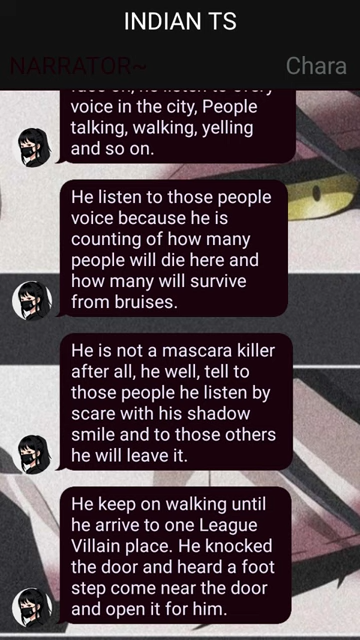 INDIAN TS
NARRATOR~
Chara
voice in the city, People
talking, walking, yelling
and so on.
He listen to those people
voice because he is
counting of how many
people will die here and
how many will survive
from bruises.
He is not a mascara killer
after all, he well, tell to
those people he listen by
scare with his shadow
smile and to those others
he will leave it.
He keep on walking until
he arrive to one League
Villain place. He knocked
the door and heard a foot
step come near the door
and open it for him.